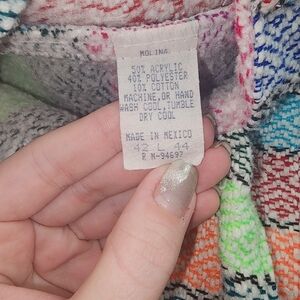 MOLINA
50% ACRYLIC
40% POLYESTER
10% COTTON
MACHINE, OR HAND
WASH COOL, TUMBLE
DRY COOL
MADE IN MEXICO
42 L 44
R N-94697